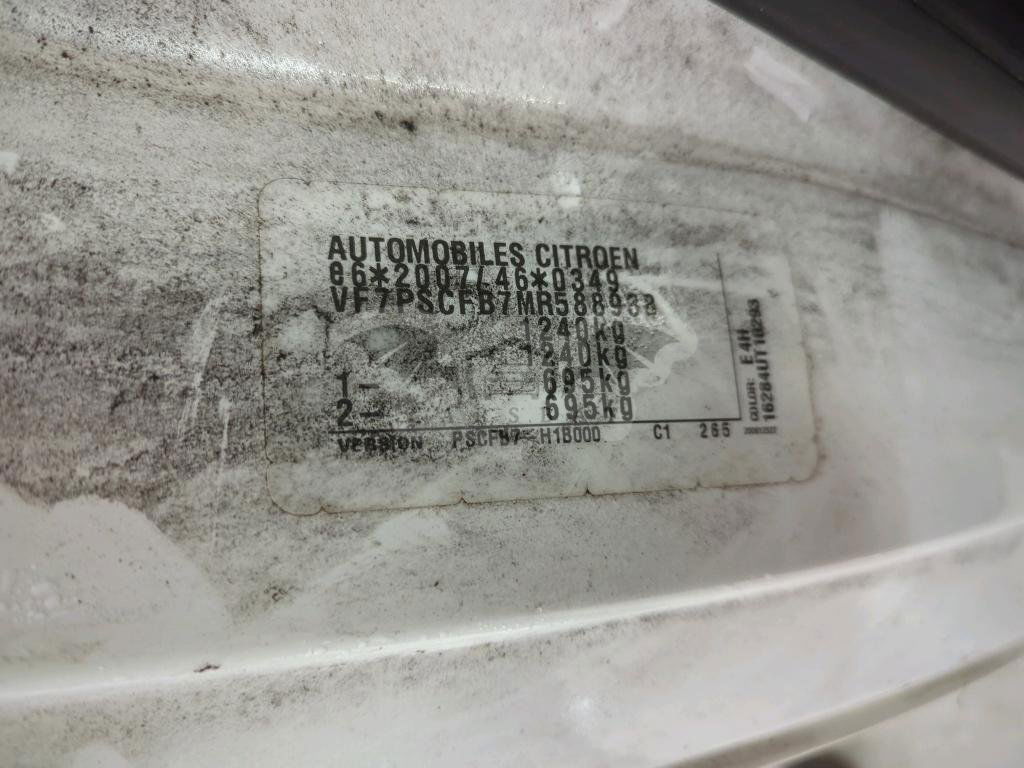 AUTOMOBILES CITROEN
e6*2007/46*0349
VF7PSCFB7MR588938
1240kg
1240kg
1- 695kg
2- 695kg
VERSION PSCFB7-H1B000 C1 265
COLOR: E4H